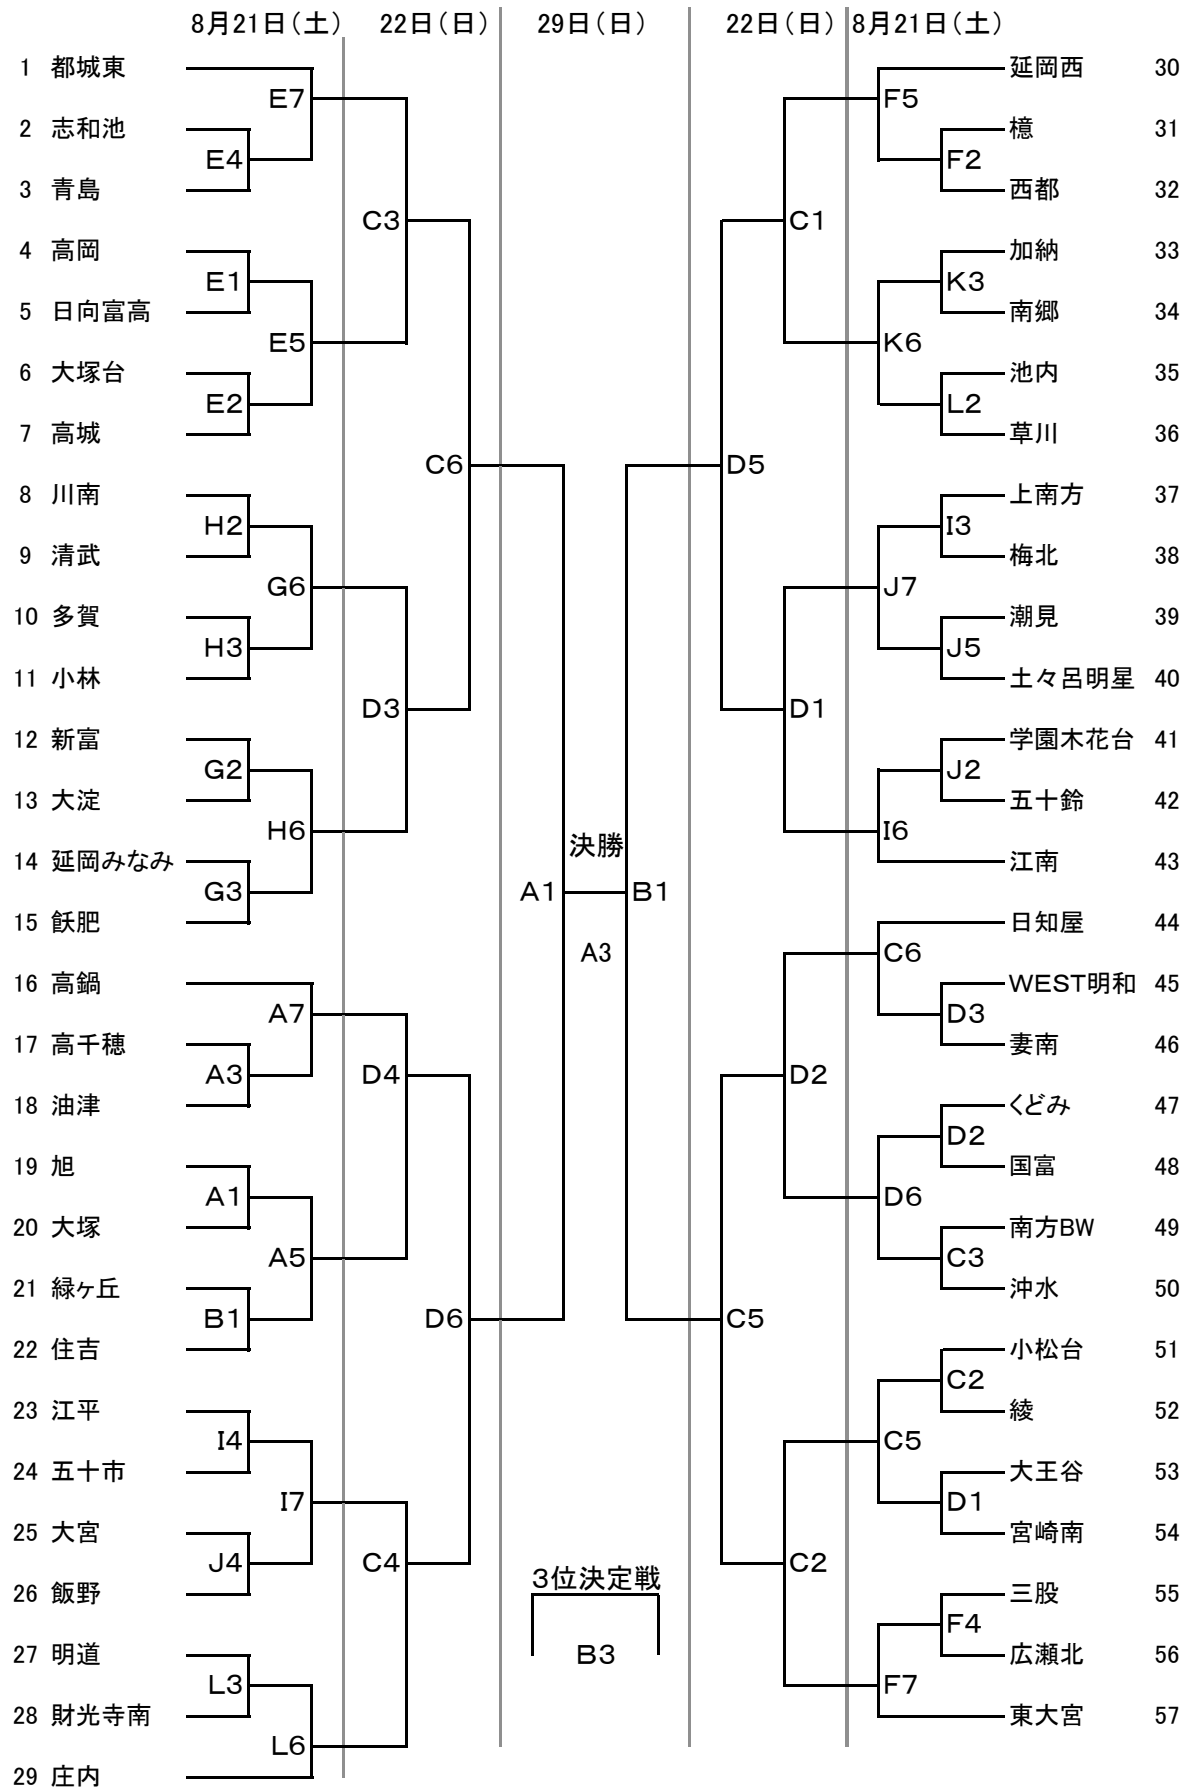 8月21日(土) 22日(日) 29日(日) 22日(日) 8月21日(土)
1 都城東 延岡西 30
E7 F5
2 志和池 檍 31
E4 F2
3 青島 西都 32
C3 C1
4 高岡 加納 33
E1 K3
5 日向富高 南郷 34
E5 K6
6 大塚台 池内 35
E2 L2
7 高城 草川 36
C6 D5
8 川南 上南方 37
H2 I3
9 清武 梅北 38
G6 J7
10 多賀 潮見 39
H3 J5
11 小林 土々呂明星 40
D3 D1
12 新富 学園木花台 41
G2 J2
13 大淀 五十鈴 42
H6 I6
決勝
14 延岡みなみ 江南 43
G3 A1 B1
15 飫肥 日知屋 44
A3 C6
16 高鍋 WEST明和 45
A7 D3
17 高千穂 妻南 46
A3 D4 D2
18 油津 くどみ 47
D2
19 旭 国富 48
A1 D6
20 大塚 南方BW 49
A5 C3
21 緑ヶ丘 沖水 50
B1 D6 C5
22 住吉 小松台 51
C2
23 江平 綾 52
I4 C5
24 五十市 大王谷 53
I7 D1
25 大宮 宮崎南 54
J4 C4 C2
3位決定戦
26 飯野 三股 55
F4
27 明道 B3 広瀬北 56
L3 F7
28 財光寺南 東大宮 57
L6
29 庄内